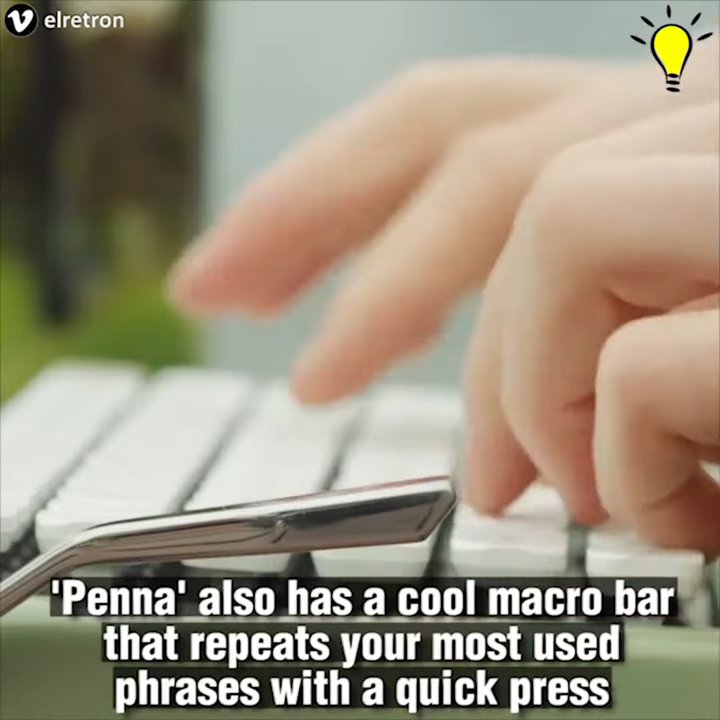 elretron
'Penna' also has a cool macro bar
that repeats your most used
phrases with a quick press